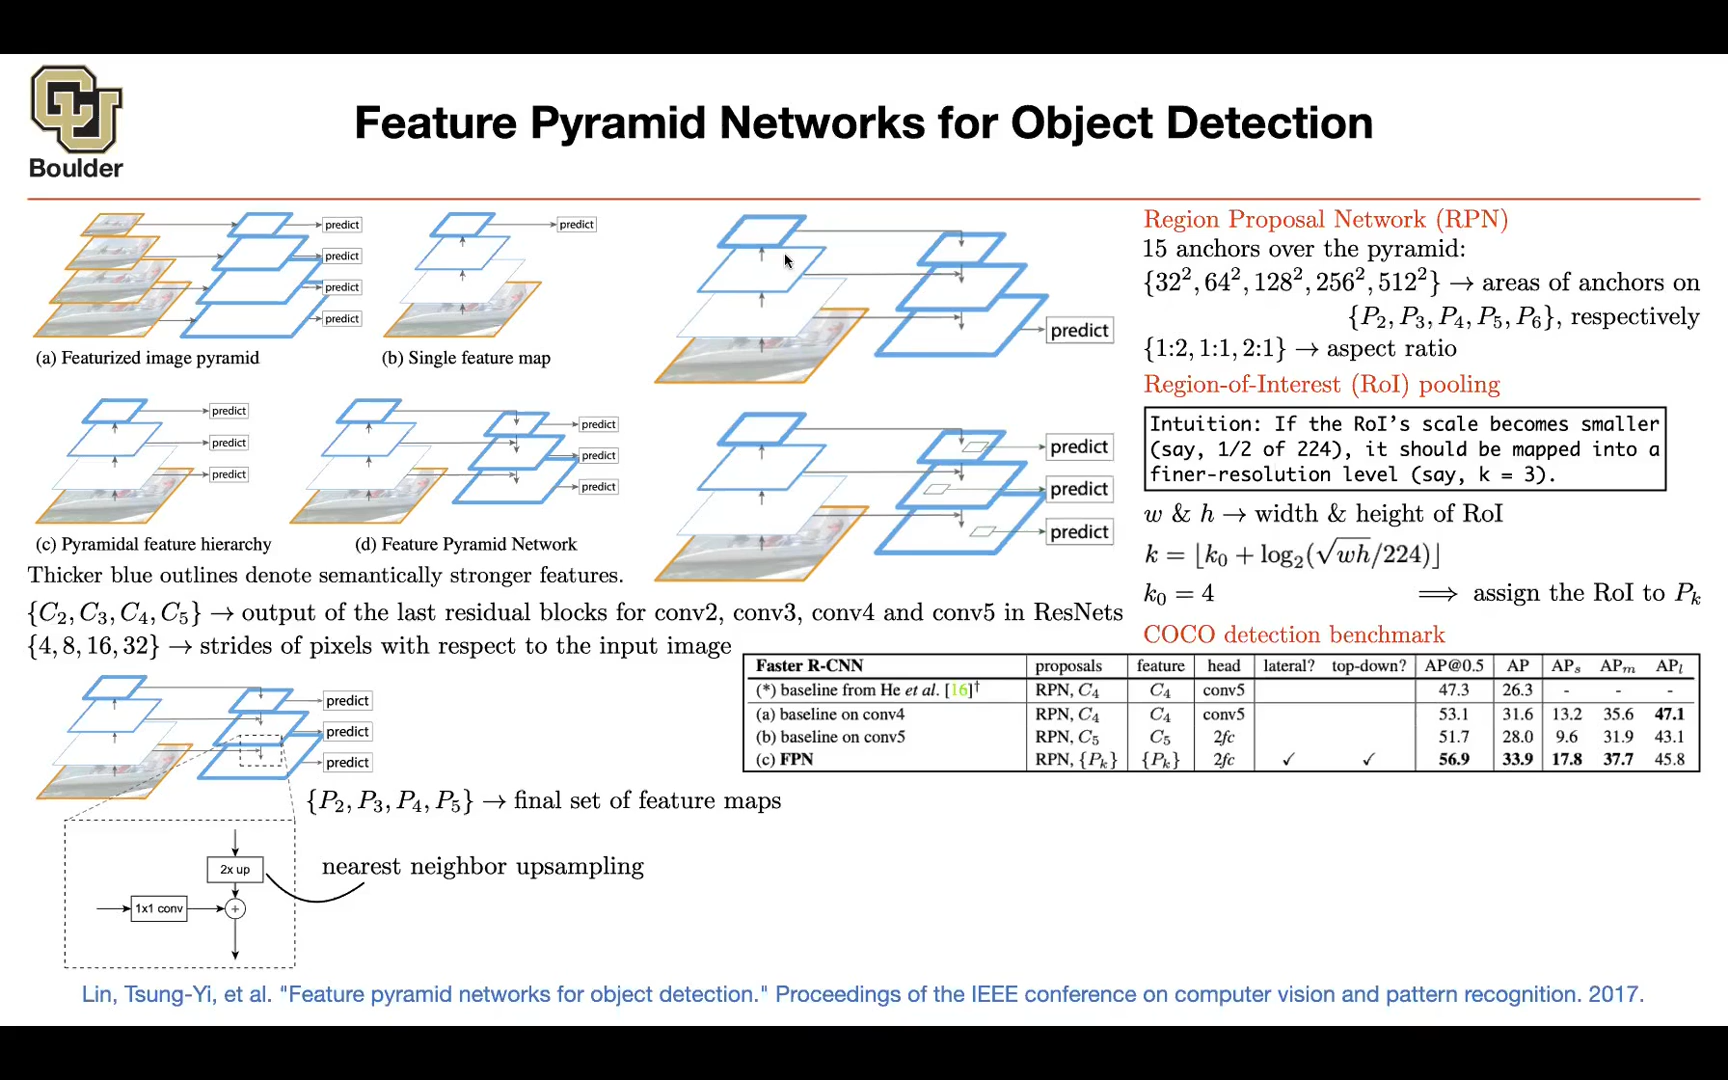 Boulder
Feature Pyramid Networks for Object Detection
predict
predict
predict
predict
(a) Featurized image pyramid
predict
(b) Single feature map
predict
predict
predict
(c) Pyramidal feature hierarchy
predict
predict
predict
(d) Feature Pyramid Network
Thicker blue outlines denote semantically stronger features.
{C₂, C₃, C₄, C₅} → output of the last residual blocks for conv2, conv3, conv4 and conv5 in ResNets
{4, 8, 16, 32} → strides of pixels with respect to the input image
predict
predict
predict
{P₂, P₃, P₄, P₅} → final set of feature maps
2x up
nearest neighbor upsampling
1x1 conv
+
predict
predict
predict
predict
Region Proposal Network (RPN)
15 anchors over the pyramid:
{32², 64², 128², 256², 512²} → areas of anchors on
{P₂, P₃, P₄, P₅, P₆}, respectively
{1:2, 1:1, 2:1} → aspect ratio
Region-of-Interest (RoI) pooling
Intuition: If the RoI's scale becomes smaller
(say, 1/2 of 224), it should be mapped into a
finer-resolution level (say, k = 3).
w & h → width & height of RoI
k = ⌊k₀ + log₂(√wh/224)⌋
k₀ = 4 ⟹ assign the RoI to Pₖ
COCO detection benchmark
Faster R-CNN proposals feature head lateral? top-down? AP@0.5 AP APₛ APₘ APₗ
(*) baseline from He et al. [16]† RPN, C₄ C₄ conv5 47.3 26.3 - - -
(a) baseline on conv4 RPN, C₄ C₄ conv5 53.1 31.6 13.2 35.6 47.1
(b) baseline on conv5 RPN, C₅ C₅ 2fc 51.7 28.0 9.6 31.9 43.1
(c) FPN RPN, {Pₖ} {Pₖ} 2fc ✓ ✓ 56.9 33.9 17.8 37.7 45.8
Lin, Tsung-Yi, et al. "Feature pyramid networks for object detection." Proceedings of the IEEE conference on computer vision and pattern recognition. 2017.